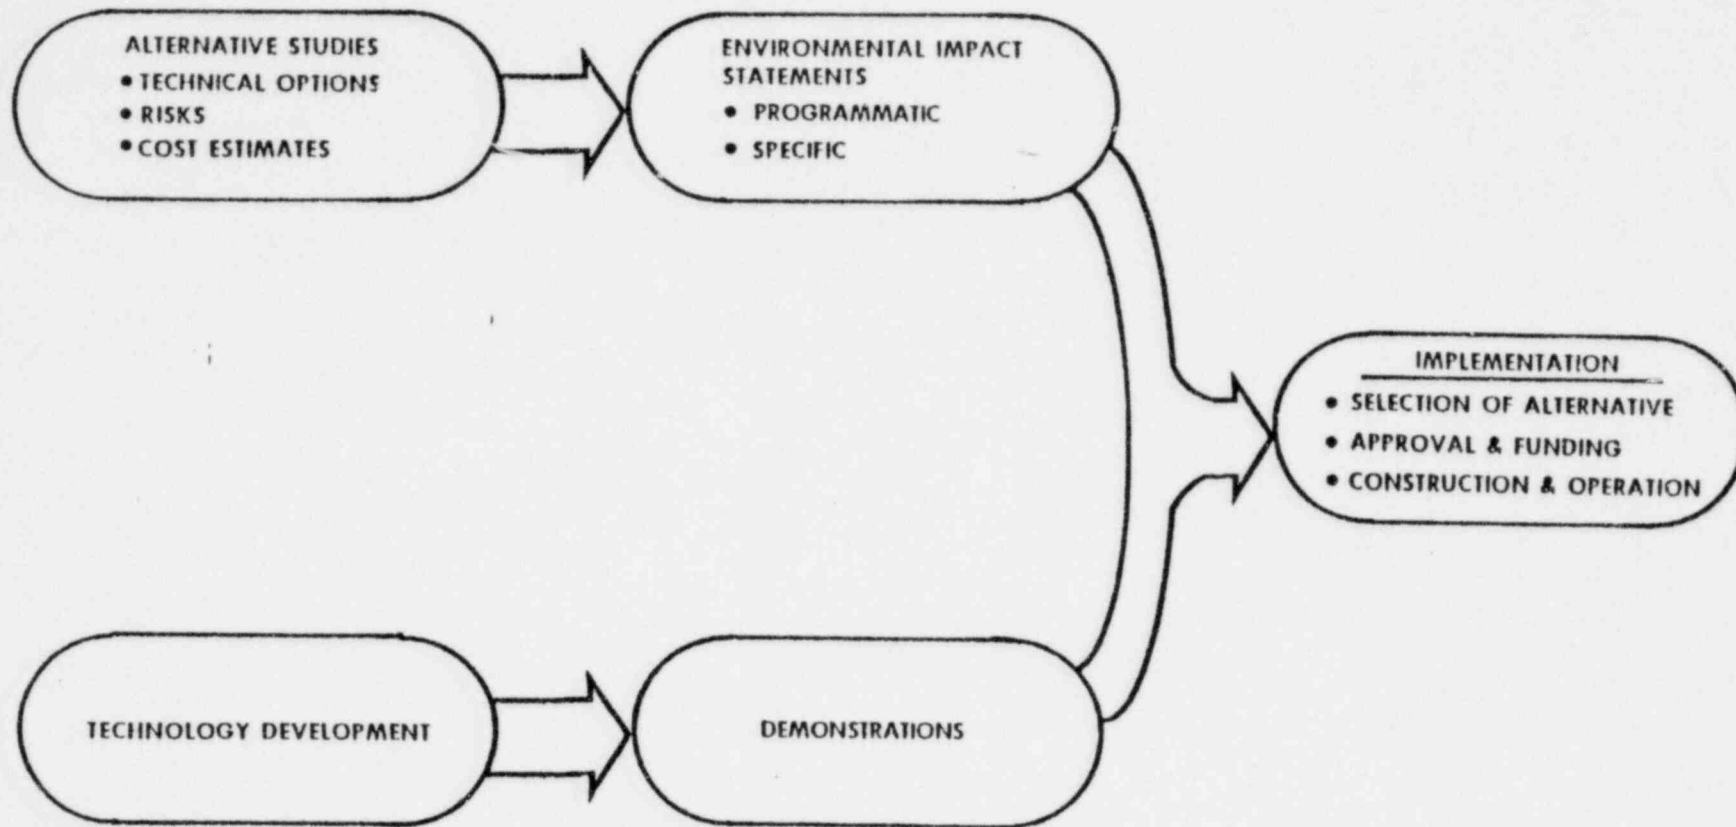 ALTERNATIVE STUDIES
• TECHNICAL OPTIONS
• RISKS
• COST ESTIMATES
ENVIRONMENTAL IMPACT
STATEMENTS
• PROGRAMMATIC
• SPECIFIC
IMPLEMENTATION
• SELECTION OF ALTERNATIVE
• APPROVAL & FUNDING
• CONSTRUCTION & OPERATION
TECHNOLOGY DEVELOPMENT
DEMONSTRATIONS